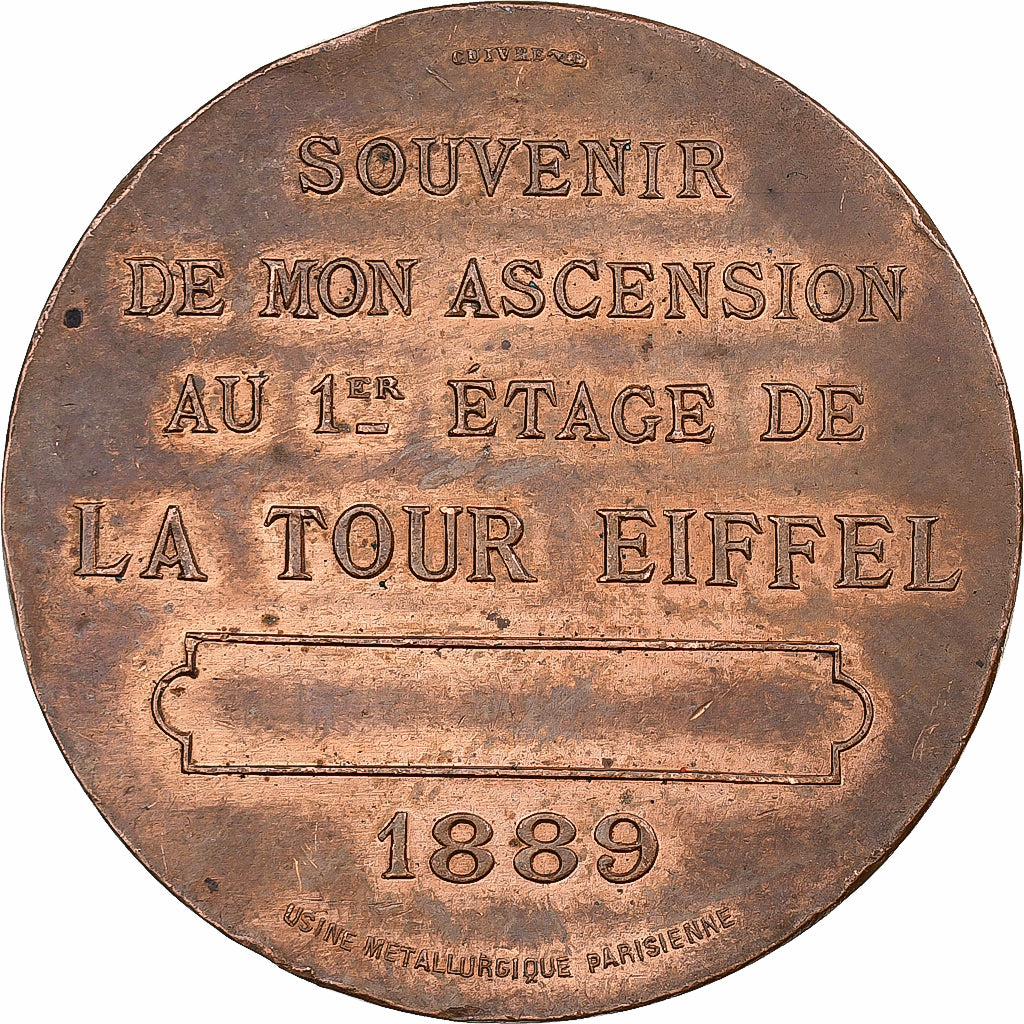 CUIVRE
SOUVENIR
DE MON ASCENSION
AU 1ER ÉTAGE DE
LA TOUR EIFFEL
1889
USINE METALLURGIQUE PARISIENNE